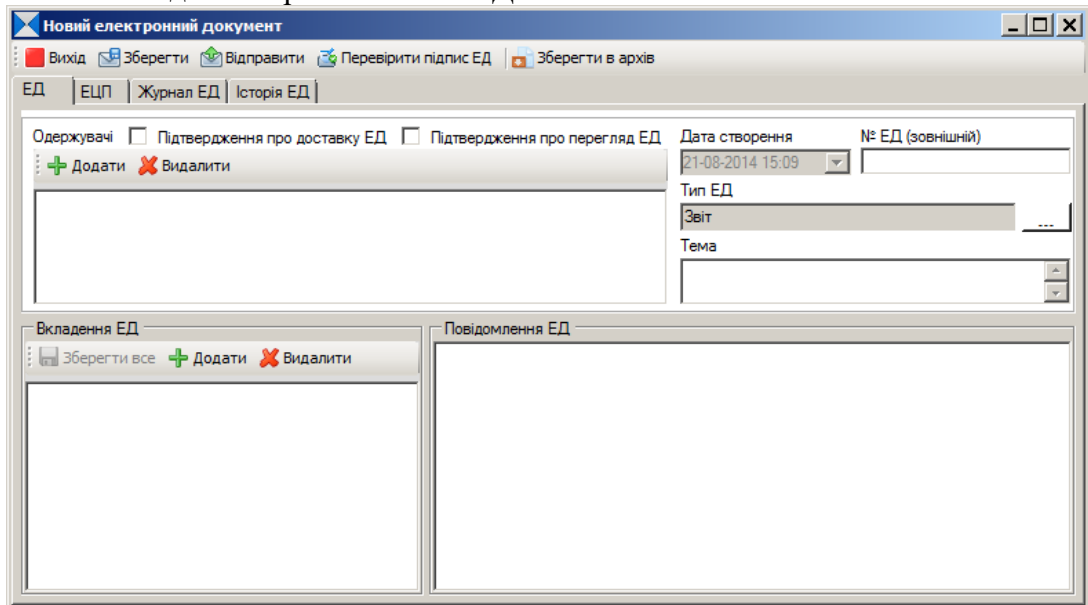 Новий електронний документ
Вихід Зберегти Відправити Перевірити підпис ЕД Зберегти в архів
ЕД ЕЦП Журнал ЕД Історія ЕД
Одержувачі Підтвердження про доставку ЕД Підтвердження про перегляд ЕД Дата створення № ЕД (зовнішній)
Додати Видалити 21-08-2014 15:09
Тип ЕД
Звіт ...
Тема
Вкладення ЕД Повідомлення ЕД
Зберегти все Додати Видалити